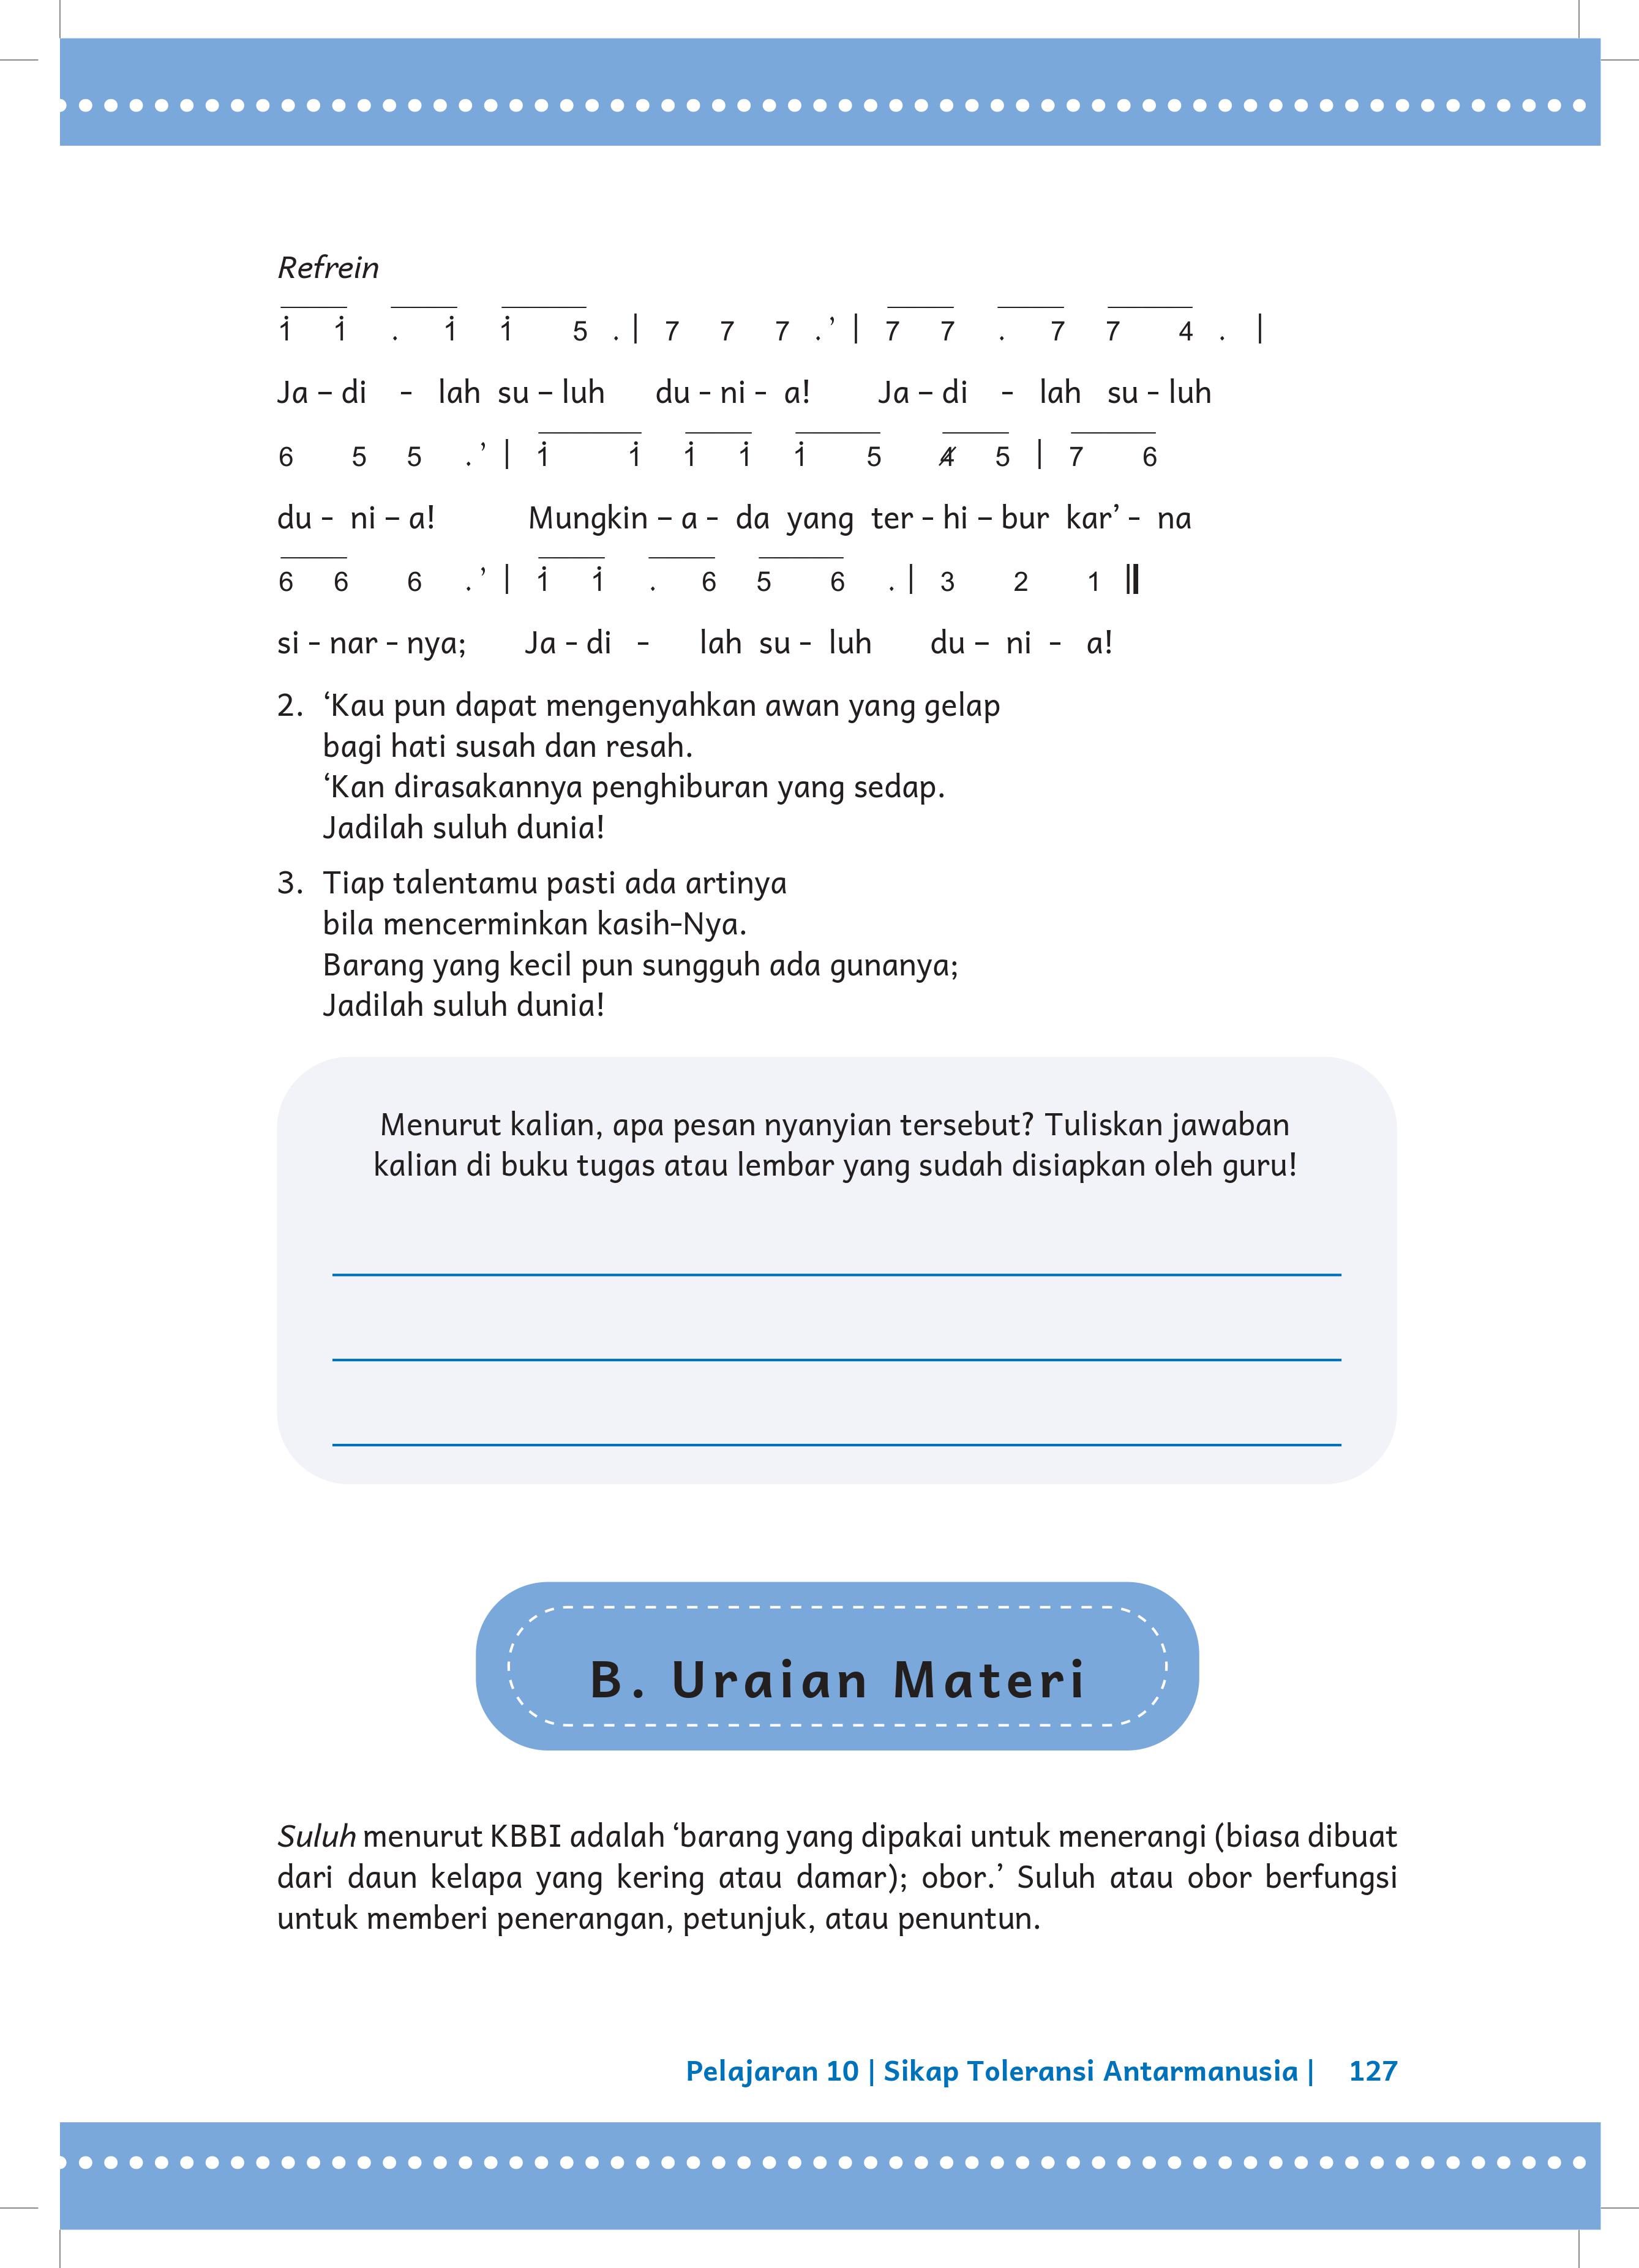 Refrein
i̇ i̇ . i̇ i̇ 5 . | 7 7 7 .’ | 7 7 . 7 7 4 . |
Ja – di - lah su – luh du - ni - a! Ja – di - lah su - luh
6 5 5 .’ | i̇ i̇ i̇ i̇ i̇ 5 4̸ 5 | 7 6
du - ni – a! Mungkin – a - da yang ter - hi – bur kar’ - na
6 6 6 .’ | i̇ i̇ . 6 5 6 . | 3 2 1 ||
si - nar - nya; Ja - di - lah su - luh du – ni - a!
2. ‘Kau pun dapat mengenyahkan awan yang gelap
bagi hati susah dan resah.
‘Kan dirasakannya penghiburan yang sedap.
Jadilah suluh dunia!
3. Tiap talentamu pasti ada artinya
bila mencerminkan kasih-Nya.
Barang yang kecil pun sungguh ada gunanya;
Jadilah suluh dunia!
Menurut kalian, apa pesan nyanyian tersebut? Tuliskan jawaban
kalian di buku tugas atau lembar yang sudah disiapkan oleh guru!
B. Uraian Materi
Suluh menurut KBBI adalah ‘barang yang dipakai untuk menerangi (biasa dibuat
dari daun kelapa yang kering atau damar); obor.’ Suluh atau obor berfungsi
untuk memberi penerangan, petunjuk, atau penuntun.
Pelajaran 10 | Sikap Toleransi Antarmanusia | 127